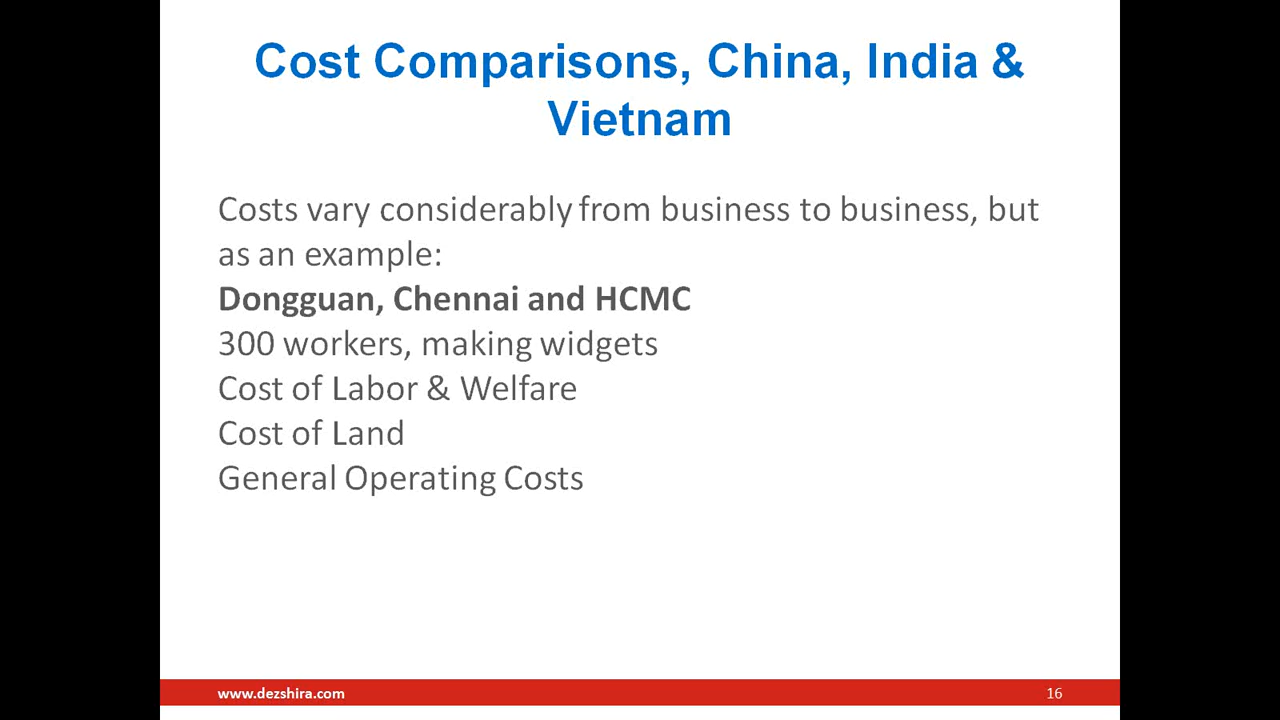 Cost Comparisons, China, India &
Vietnam
Costs vary considerably from business to business, but
as an example:
Dongguan, Chennai and HCMC
300 workers, making widgets
Cost of Labor & Welfare
Cost of Land
General Operating Costs
www.dezshira.com
16